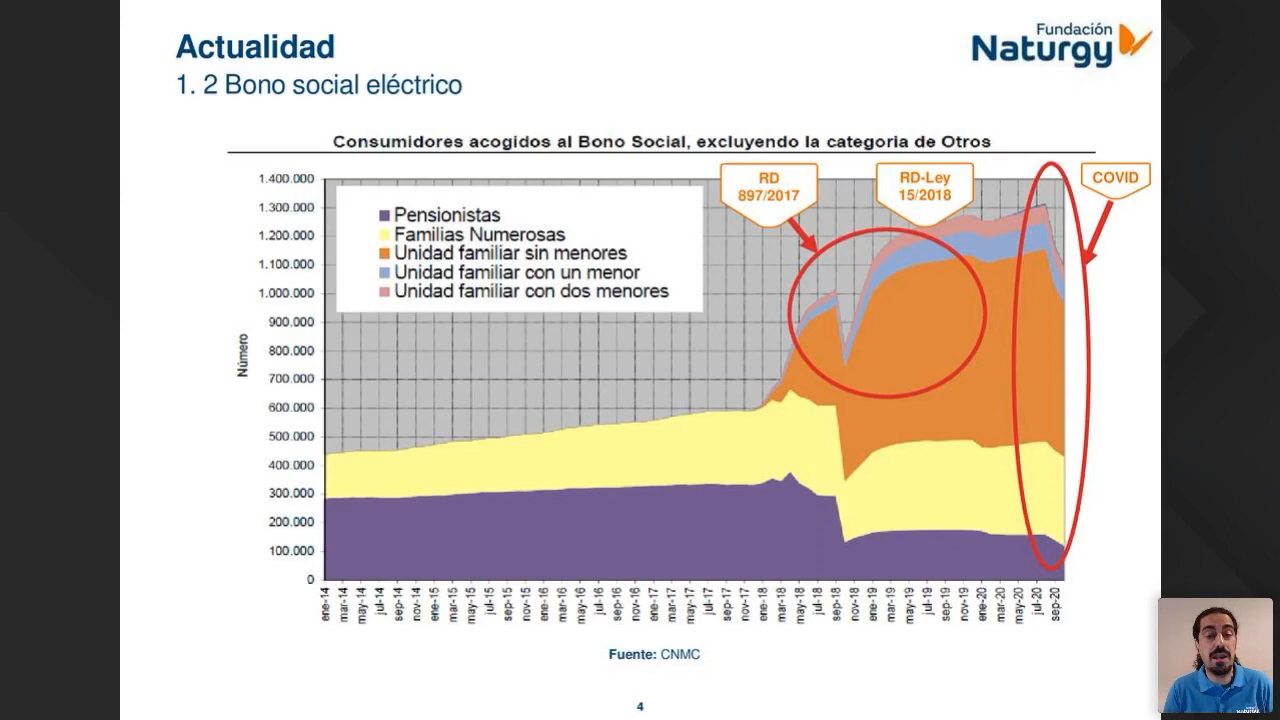 Actualidad
Fundación
Naturgy
1. 2 Bono social eléctrico
Consumidores acogidos al Bono Social, excluyendo la categoria de Otros
RD
897/2017
RD-Ley
15/2018
COVID
Pensionistas
Familias Numerosas
Unidad familiar sin menores
Unidad familiar con un menor
Unidad familiar con dos menores
Número
1.400.000
1.300.000
1.200.000
1.100.000
1.000.000
900.000
800.000
700.000
600.000
500.000
400.000
300.000
200.000
100.000
0
ene-14
mar-14
may-14
jul-14
sep-14
nov-14
ene-15
mar-15
may-15
jul-15
sep-15
nov-15
ene-16
mar-16
may-16
jul-16
sep-16
nov-16
ene-17
mar-17
may-17
jul-17
sep-17
nov-17
ene-18
mar-18
may-18
jul-18
sep-18
nov-18
ene-19
mar-19
may-19
jul-19
sep-19
nov-19
ene-20
mar-20
may-20
jul-20
sep-20
Fuente: CNMC
4
Naturgy